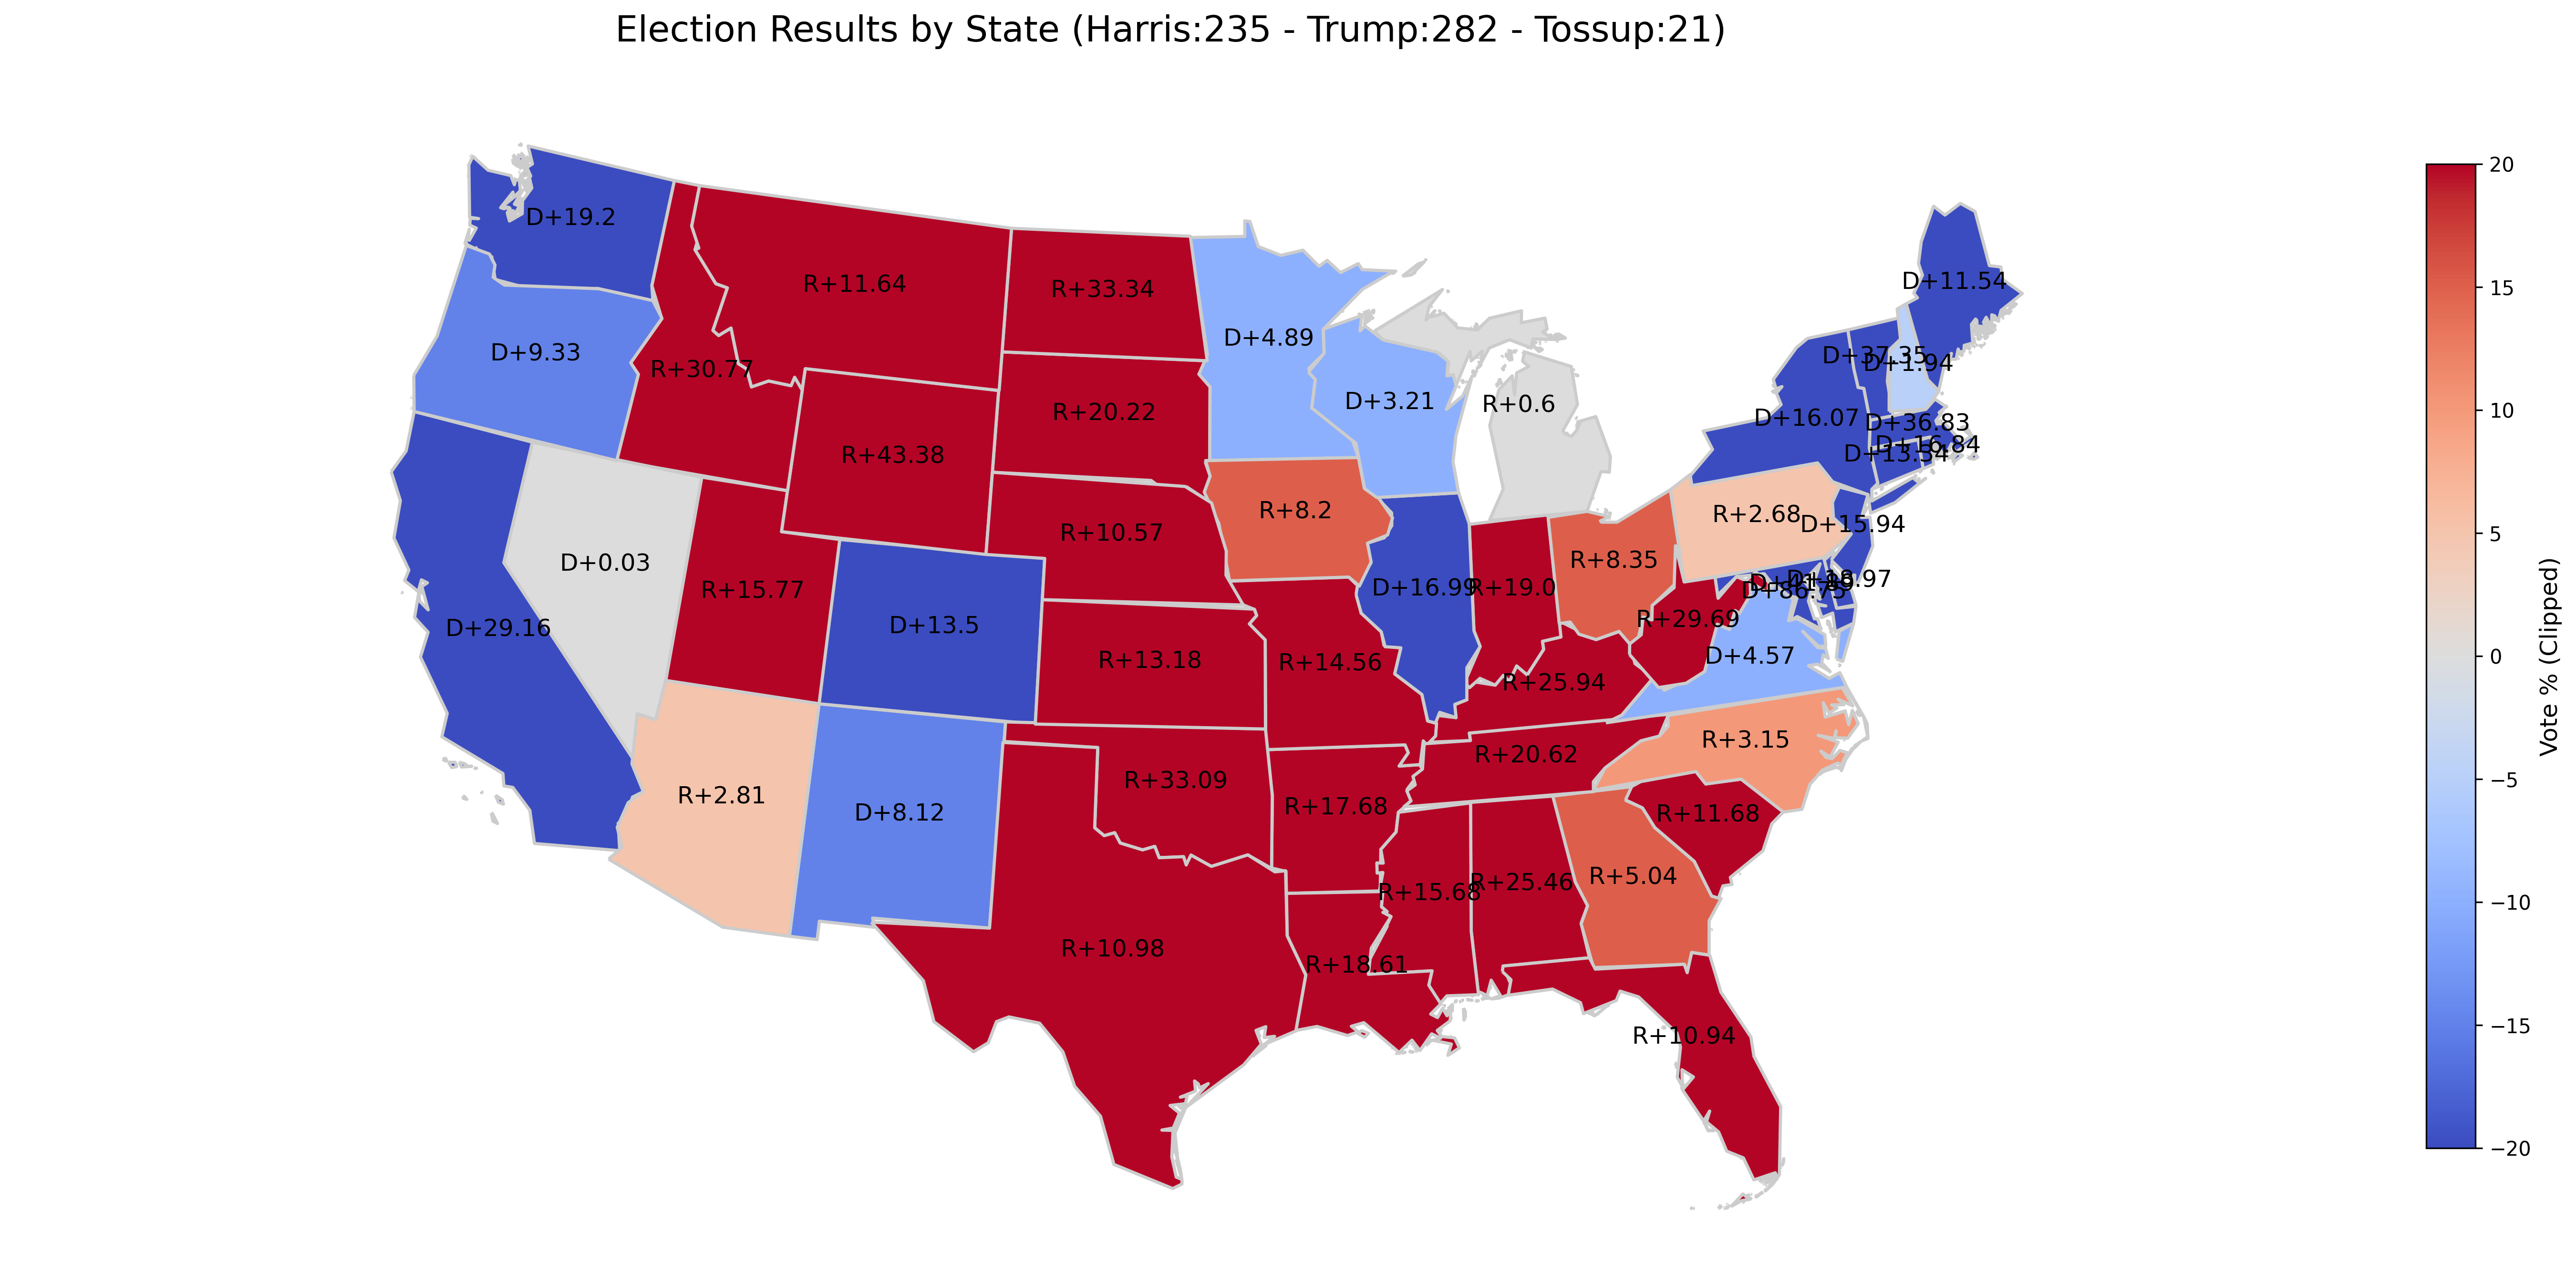 Election Results by State (Harris:235 - Trump:282 - Tossup:21)
D+19.2
R+11.64
R+33.34
D+11.54
D+9.33
R+30.77
D+4.89
D+37.35
D+1.94
R+20.22
D+3.21
R+0.6
D+16.07
D+36.83
D+16.84
D+13.54
R+43.38
R+8.2
R+2.68
D+15.94
R+10.57
D+0.03
R+15.77
R+8.35
D+16.99
R+19.0
D+86.75
D+29.16
D+13.5
R+29.69
R+13.18
R+14.56
D+4.57
R+25.94
R+3.15
R+20.62
R+2.81
D+8.12
R+33.09
R+17.68
R+11.68
R+15.68
R+25.46
R+5.04
R+10.98
R+18.61
R+10.94
20
15
10
5
0
−5
−10
−15
−20
Vote % (Clipped)